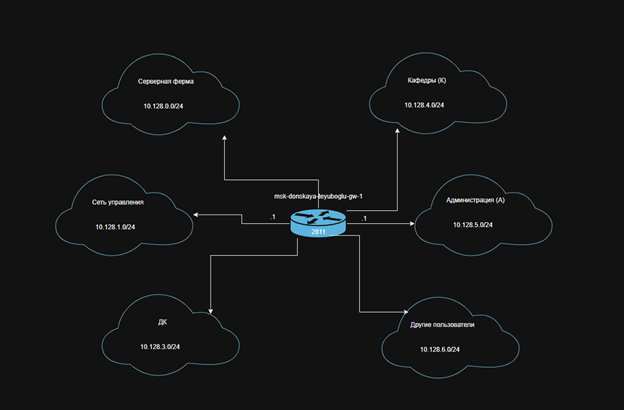 Серверная ферма
10.128.0.0/24
Кафедры (К)
10.128.4.0/24
msk-donskaya-teyuboglu-gw-1
Сеть управления
10.128.1.0/24
.1
.1
2811
Администрация (А)
10.128.5.0/24
ДК
10.128.3.0/24
Другие пользователи
10.128.6.0/24